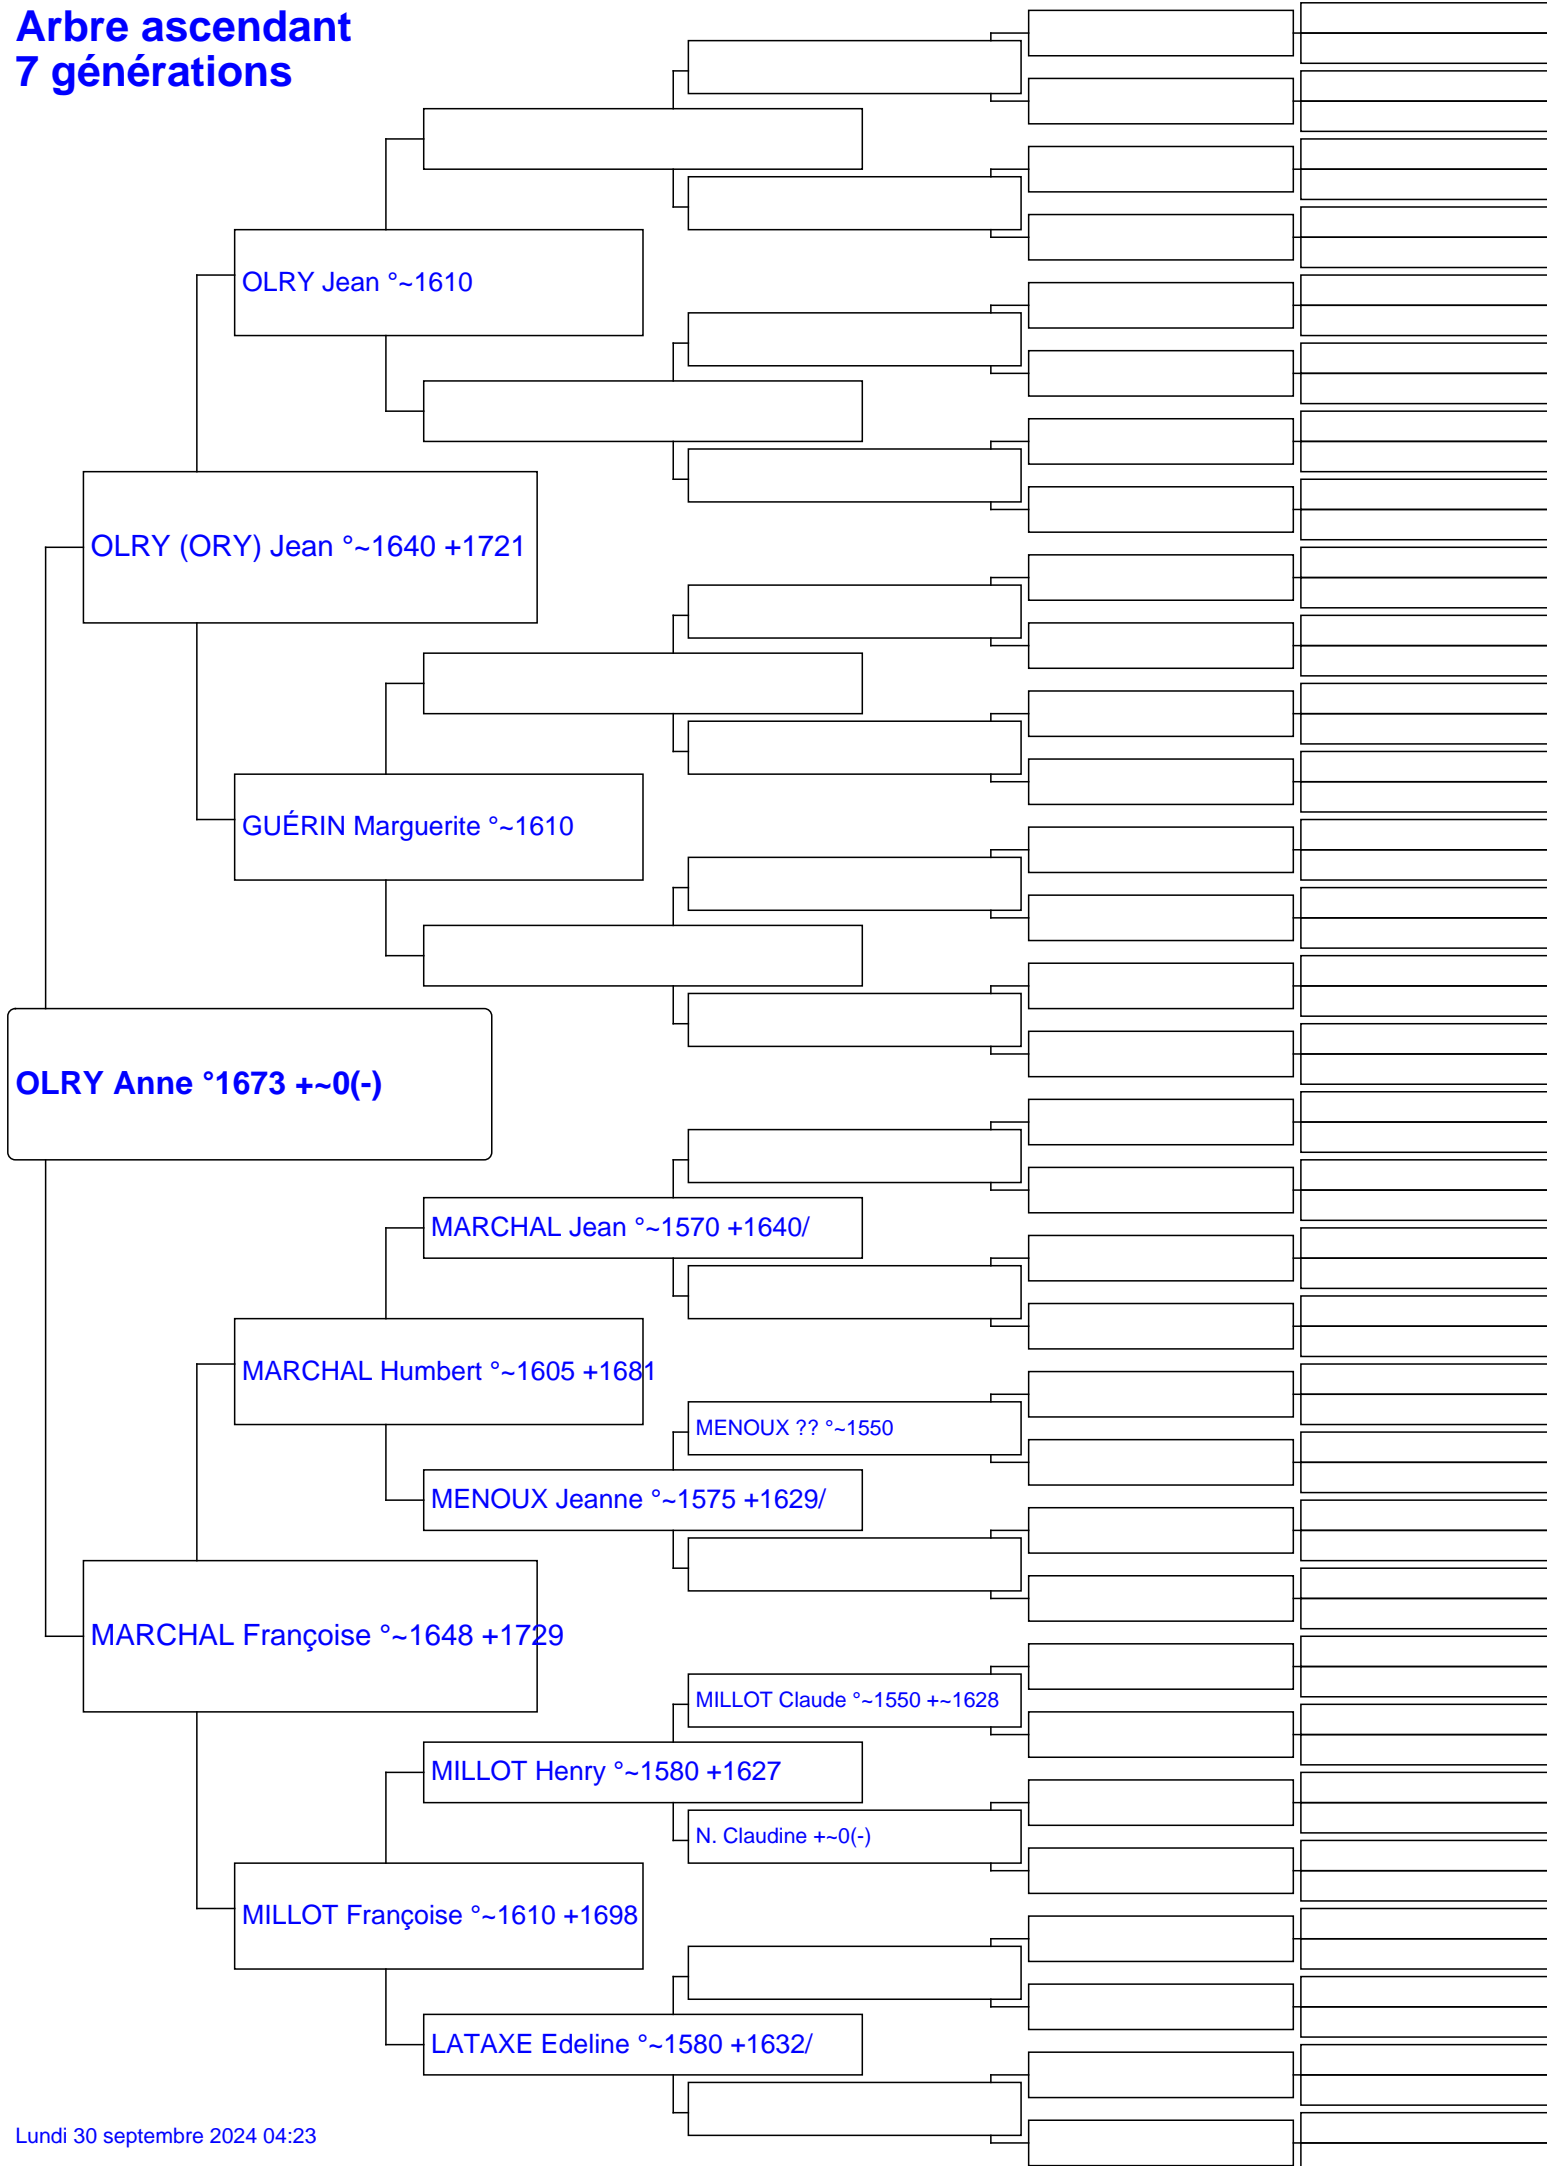 Arbre ascendant
7 générations
OLRY Jean °~1610
OLRY (ORY) Jean °~1640 +1721
GUÉRIN Marguerite °~1610
OLRY Anne °1673 +~0(-)
MARCHAL Jean °~1570 +1640/
MARCHAL Humbert °~1605 +1681
MENOUX ?? °~1550
MENOUX Jeanne °~1575 +1629/
MARCHAL Françoise °~1648 +1729
MILLOT Claude °~1550 +~1628
MILLOT Henry °~1580 +1627
N. Claudine +~0(-)
MILLOT Françoise °~1610 +1698
LATAXE Edeline °~1580 +1632/
Lundi 30 septembre 2024 04:23